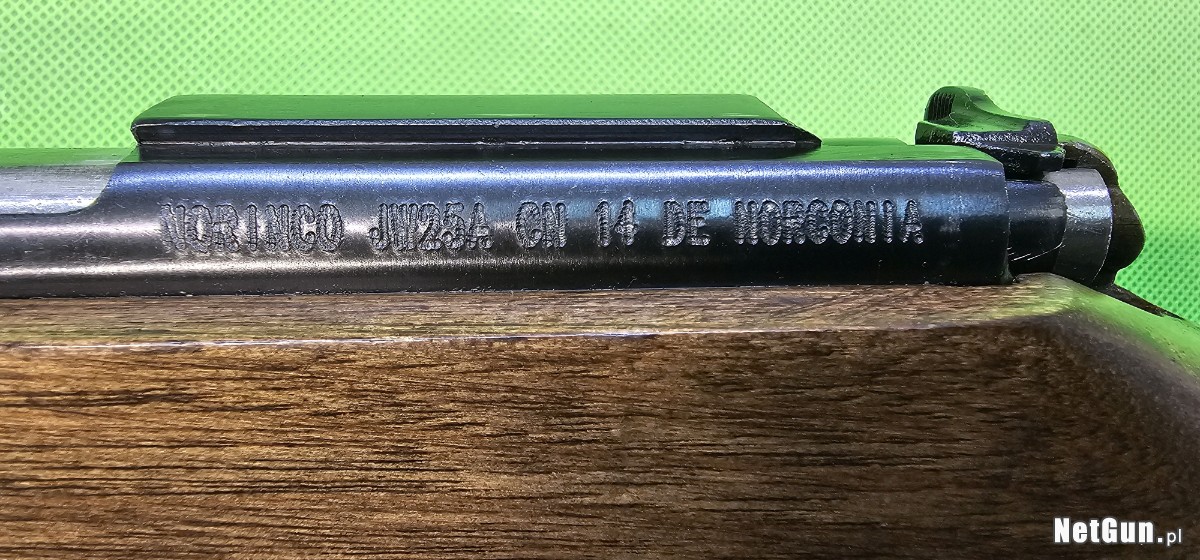 NORINCO JW25A CN 14 DE NORCONIA
NetGun.pl